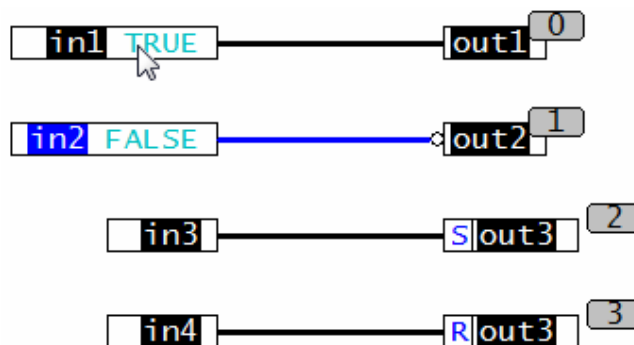 in1 TRUE out1 0
in2 FALSE out2 1
in3 S out3 2
in4 R out3 3